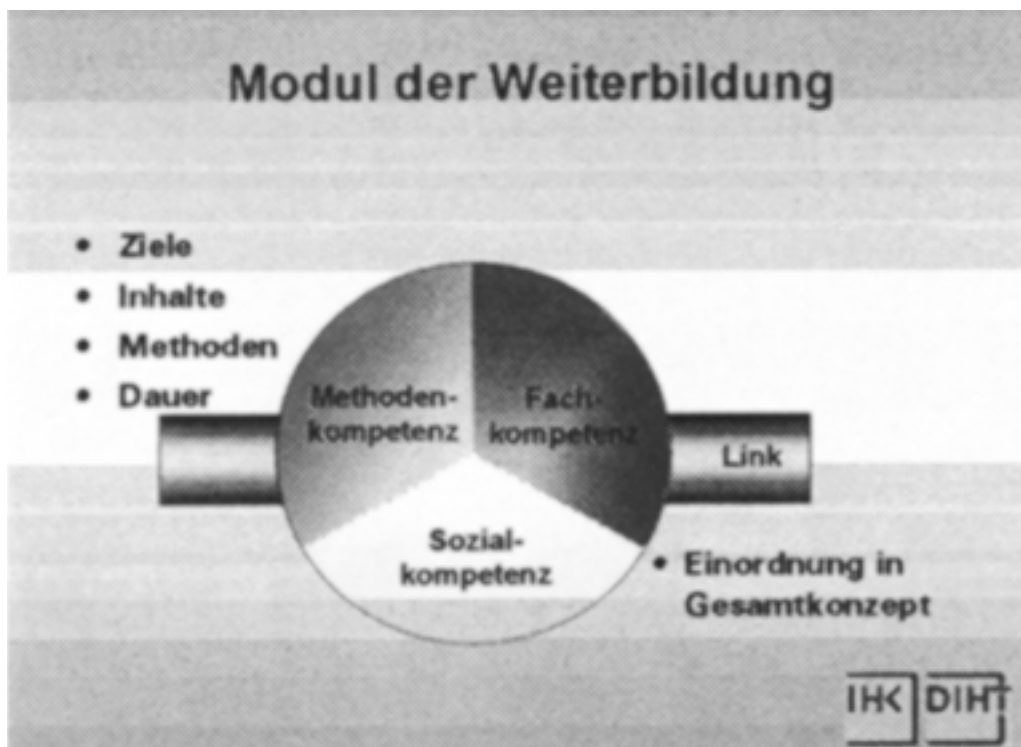 Modul der Weiterbildung
• Ziele
• Inhalte
• Methoden
• Dauer
Methoden-
kompetenz
Fach-
kompetenz
Link
Sozial-
kompetenz
• Einordnung in
Gesamtkonzept
IHK DIHT